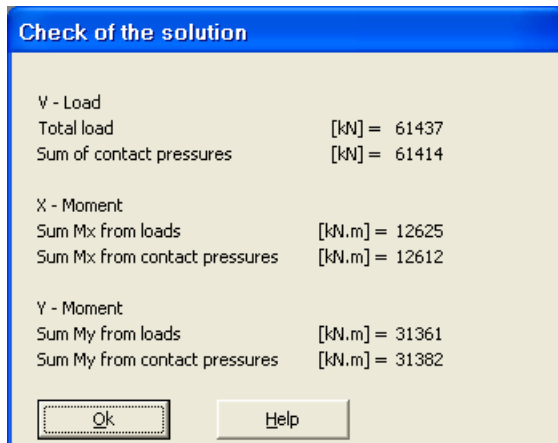 Check of the solution
V - Load
Total load [kN] = 61437
Sum of contact pressures [kN] = 61414
X - Moment
Sum Mx from loads [kN.m] = 12625
Sum Mx from contact pressures [kN.m] = 12612
Y - Moment
Sum My from loads [kN.m] = 31361
Sum My from contact pressures [kN.m] = 31382
Ok Help